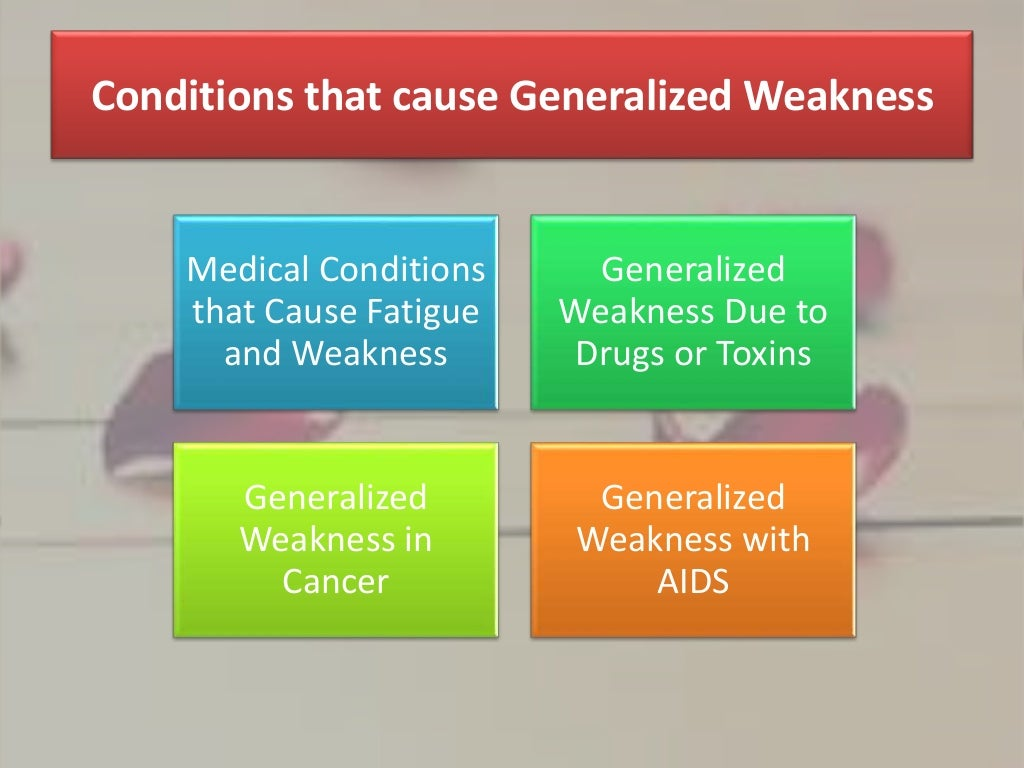 Conditions that cause Generalized Weakness
Medical Conditions
that Cause Fatigue
and Weakness
Generalized
Weakness Due to
Drugs or Toxins
Generalized
Weakness in
Cancer
Generalized
Weakness with
AIDS